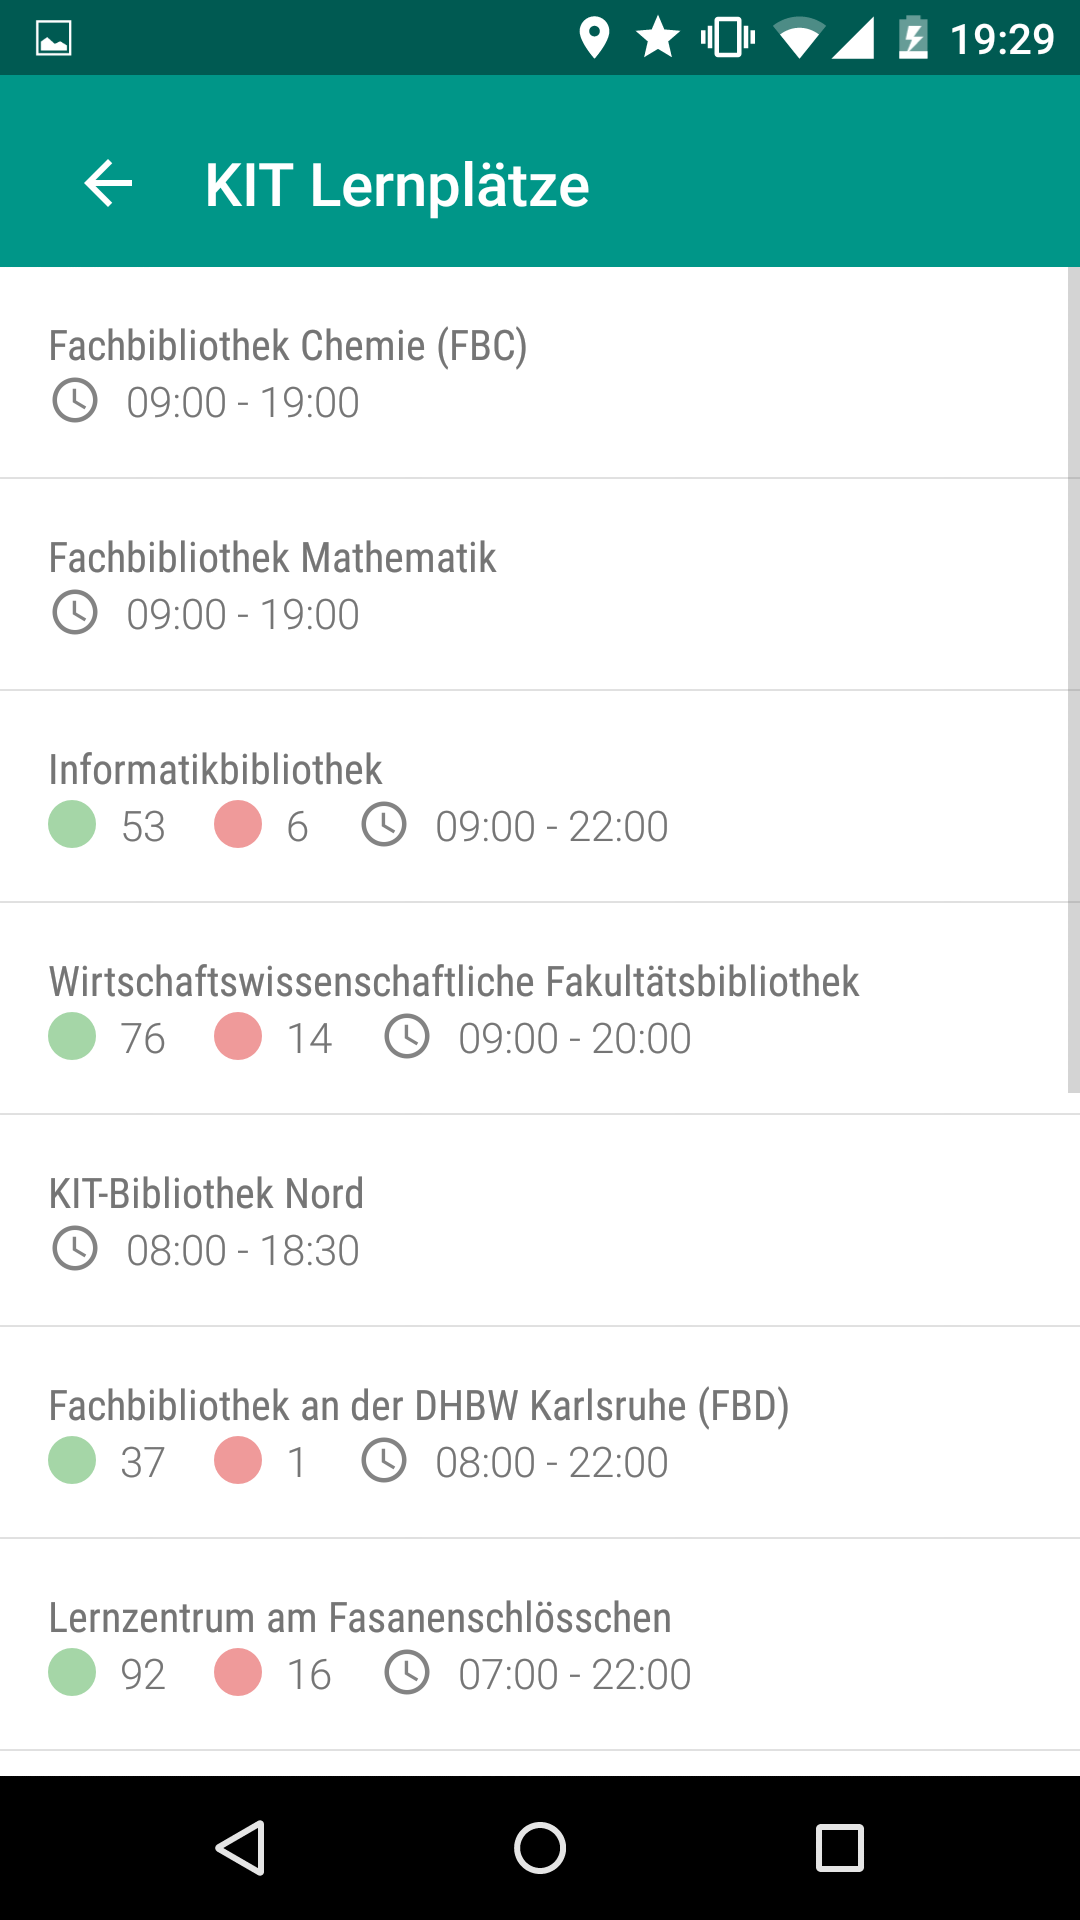 19:29
KIT Lernplätze
Fachbibliothek Chemie (FBC)
09:00 - 19:00
Fachbibliothek Mathematik
09:00 - 19:00
Informatikbibliothek
53 6 09:00 - 22:00
Wirtschaftswissenschaftliche Fakultätsbibliothek
76 14 09:00 - 20:00
KIT-Bibliothek Nord
08:00 - 18:30
Fachbibliothek an der DHBW Karlsruhe (FBD)
37 1 08:00 - 22:00
Lernzentrum am Fasanenschlösschen
92 16 07:00 - 22:00